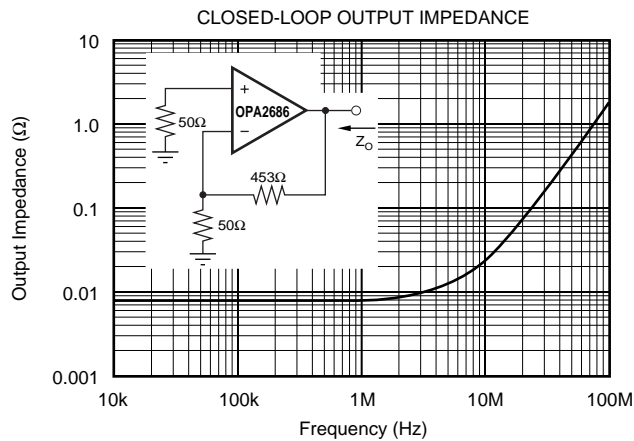 CLOSED-LOOP OUTPUT IMPEDANCE
10
1.0
0.1
0.01
0.001
Output Impedance (Ω)
+
OPA2686
−
50Ω
Z_O
453Ω
50Ω
10k 100k 1M 10M 100M
Frequency (Hz)